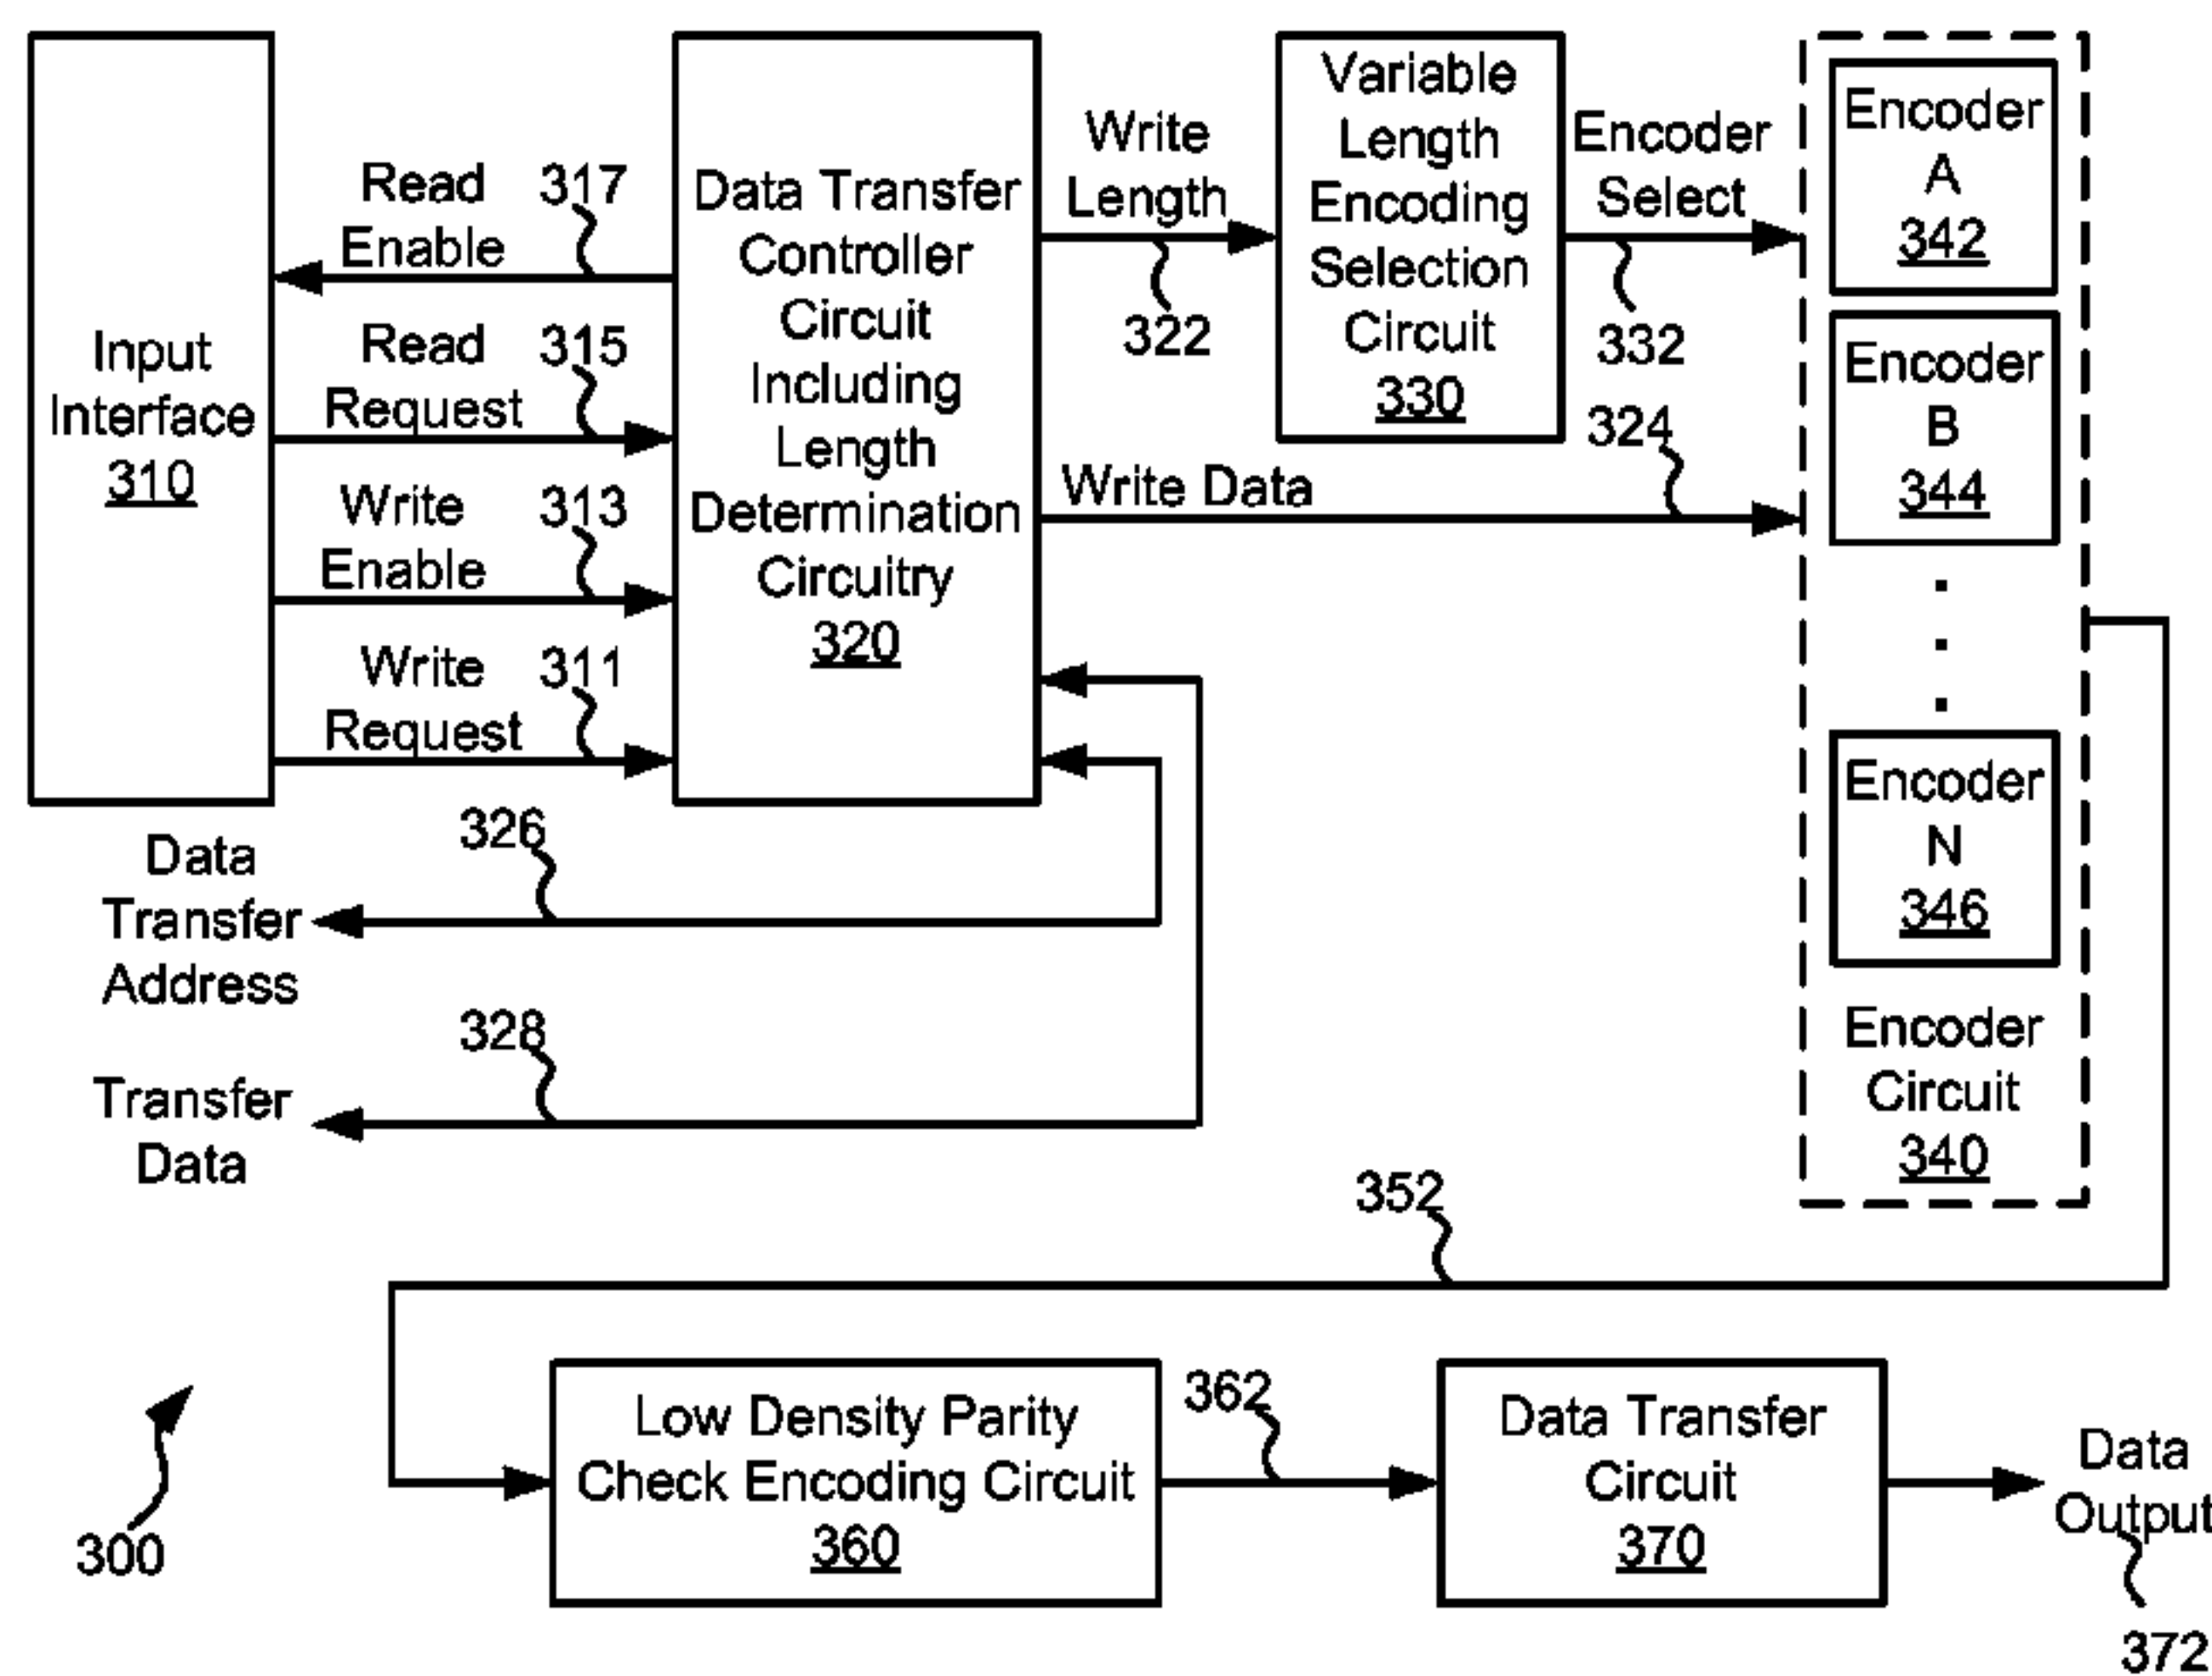 Input
Interface
310
Read
Enable
317
Read
Request
315
Write
Enable
313
Write
Request
311
Data Transfer
Controller
Circuit
Including
Length
Determination
Circuitry
320
Write
Length
322
Variable
Length
Encoding
Selection
Circuit
330
Encoder
Select
332
Write Data
324
Encoder
A
342
Encoder
B
344
Encoder
N
346
Encoder
Circuit
340
Data
Transfer
Address
326
Transfer
Data
328
352
300
Low Density Parity
Check Encoding Circuit
360
362
Data Transfer
Circuit
370
Data
Output
372